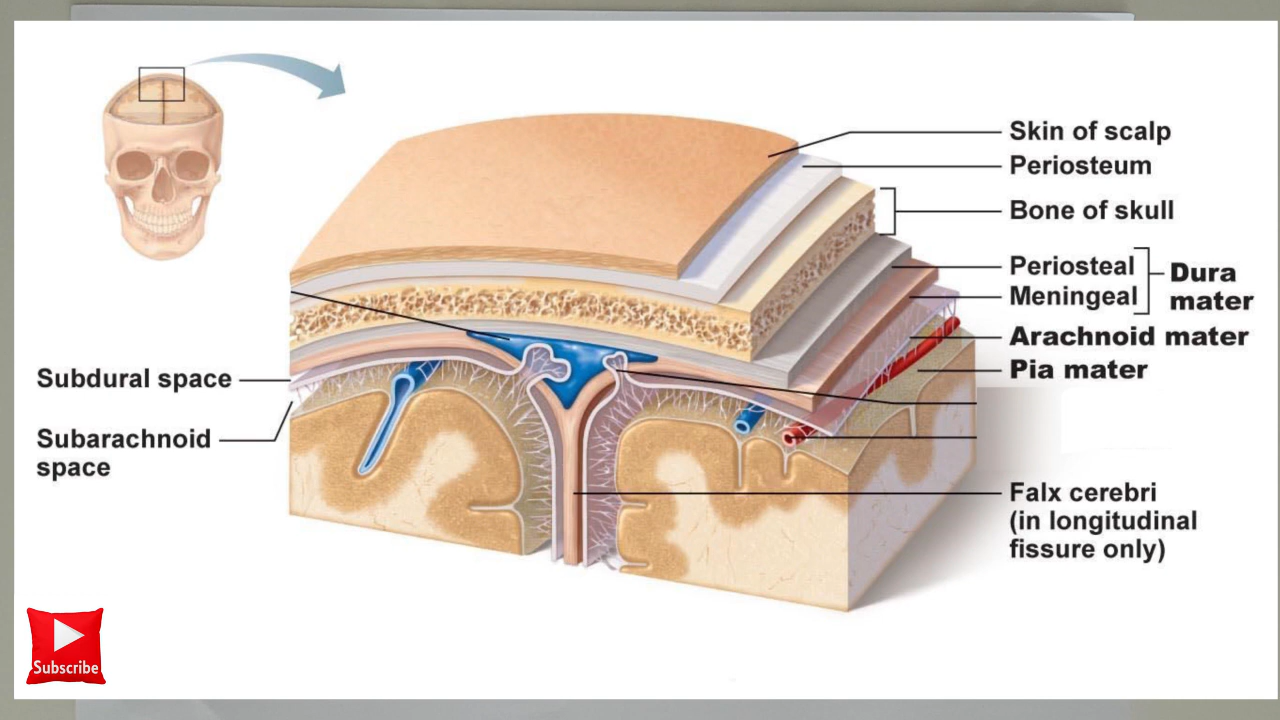 Skin of scalp
Periosteum
Bone of skull
Periosteal
Meningeal
Dura
mater
Arachnoid mater
Pia mater
Subdural space
Subarachnoid
space
Falx cerebri
(in longitudinal
fissure only)
Subscribe